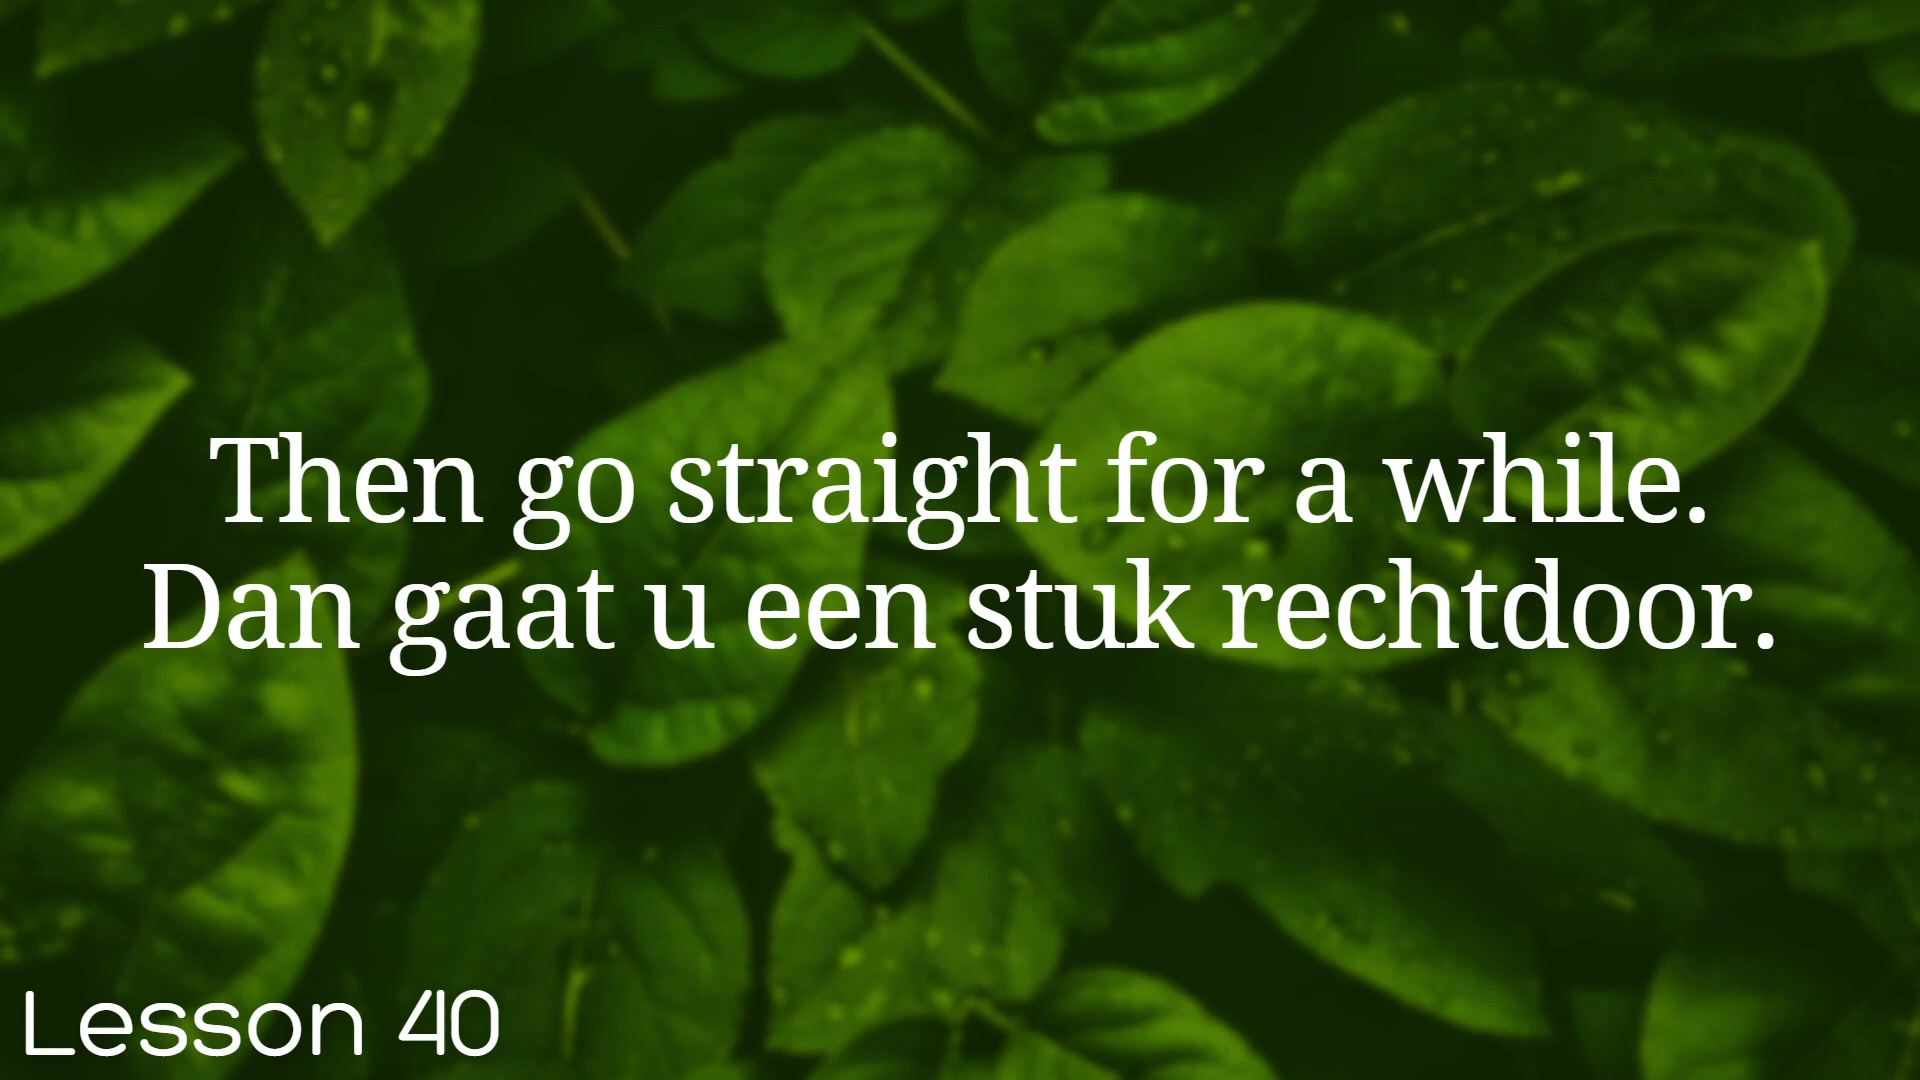 Then go straight for a while.
Dan gaat u een stuk rechtdoor.
Lesson 40